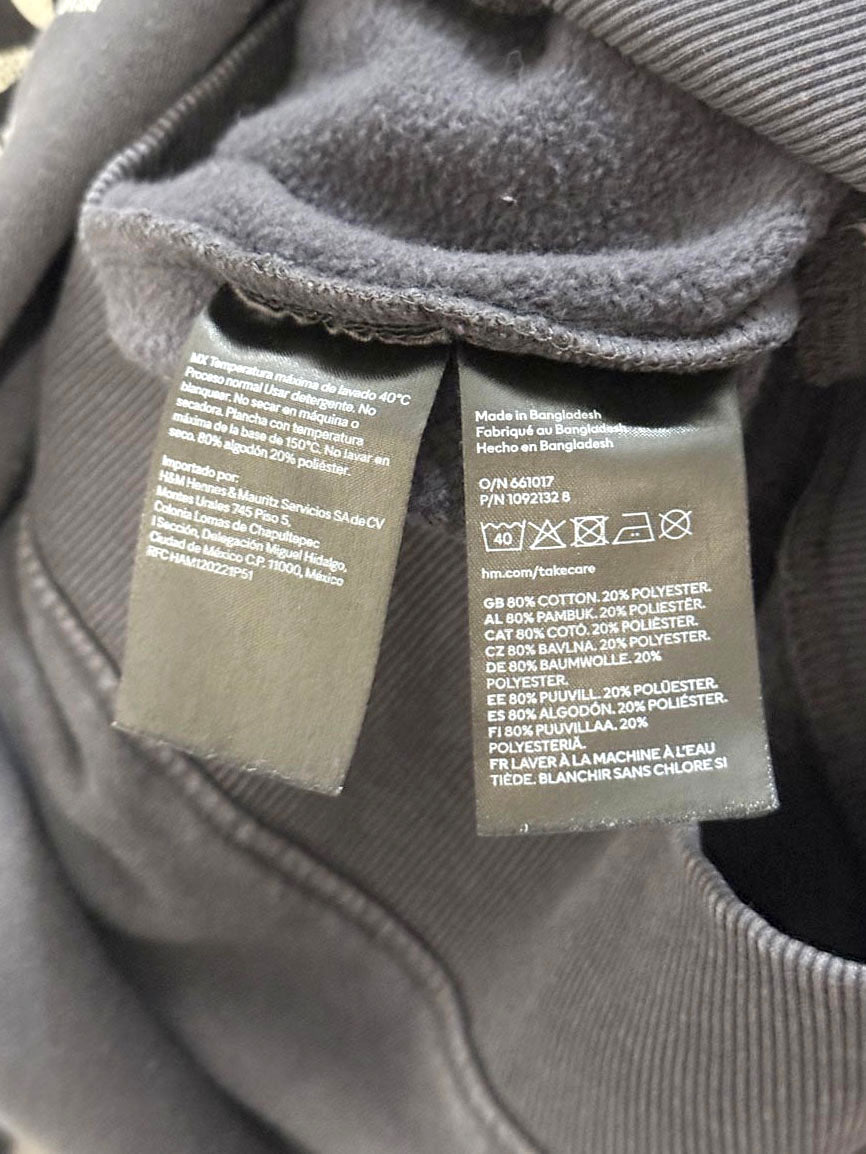 MX Temperatura máxima de lavado 40°C
Proceso normal Usar detergente. No
blanquear. No secar en máquina o
secadora. Plancha con temperatura
máxima de la base de 150°C. No lavar en
seco. 80% algodón 20% poliéster.
Importado por:
H&M Hennes & Mauritz Servicios SA de CV
Montes Urales 745 Piso 5,
Colonia Lomas de Chapultepec
I Sección, Delegación Miguel Hidalgo,
Ciudad de México C.P. 11000, México
RFC HAM120221P51
Made in Bangladesh
Fabriqué au Bangladesh
Hecho en Bangladesh
O/N 661017
P/N 1092132 8
40
hm.com/takecare
GB 80% COTTON. 20% POLYESTER.
AL 80% PAMBUK. 20% POLIESTËR.
CAT 80% COTÓ. 20% POLIÈSTER.
CZ 80% BAVLNA. 20% POLYESTER.
DE 80% BAUMWOLLE. 20%
POLYESTER.
EE 80% PUUVILL. 20% POLÜESTER.
ES 80% ALGODÓN. 20% POLIÉSTER.
FI 80% PUUVILLAA. 20%
POLYESTERIÄ.
FR LAVER À LA MACHINE À L'EAU
TIÈDE. BLANCHIR SANS CHLORE SI